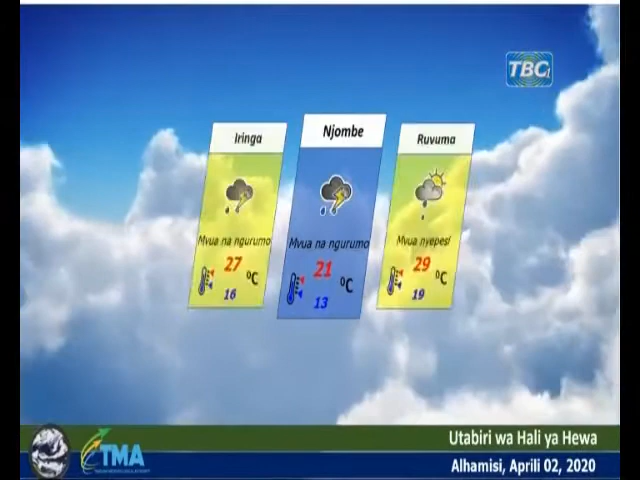 TBC1
Iringa
Njombe
Ruvuma
Mvua na ngurumo
Mvua na ngurumo
Mvua nyepesi
27
°C
16
21
°C
13
29
°C
19
Utabiri wa Hali ya Hewa
TMA
Alhamisi, Aprili 02, 2020